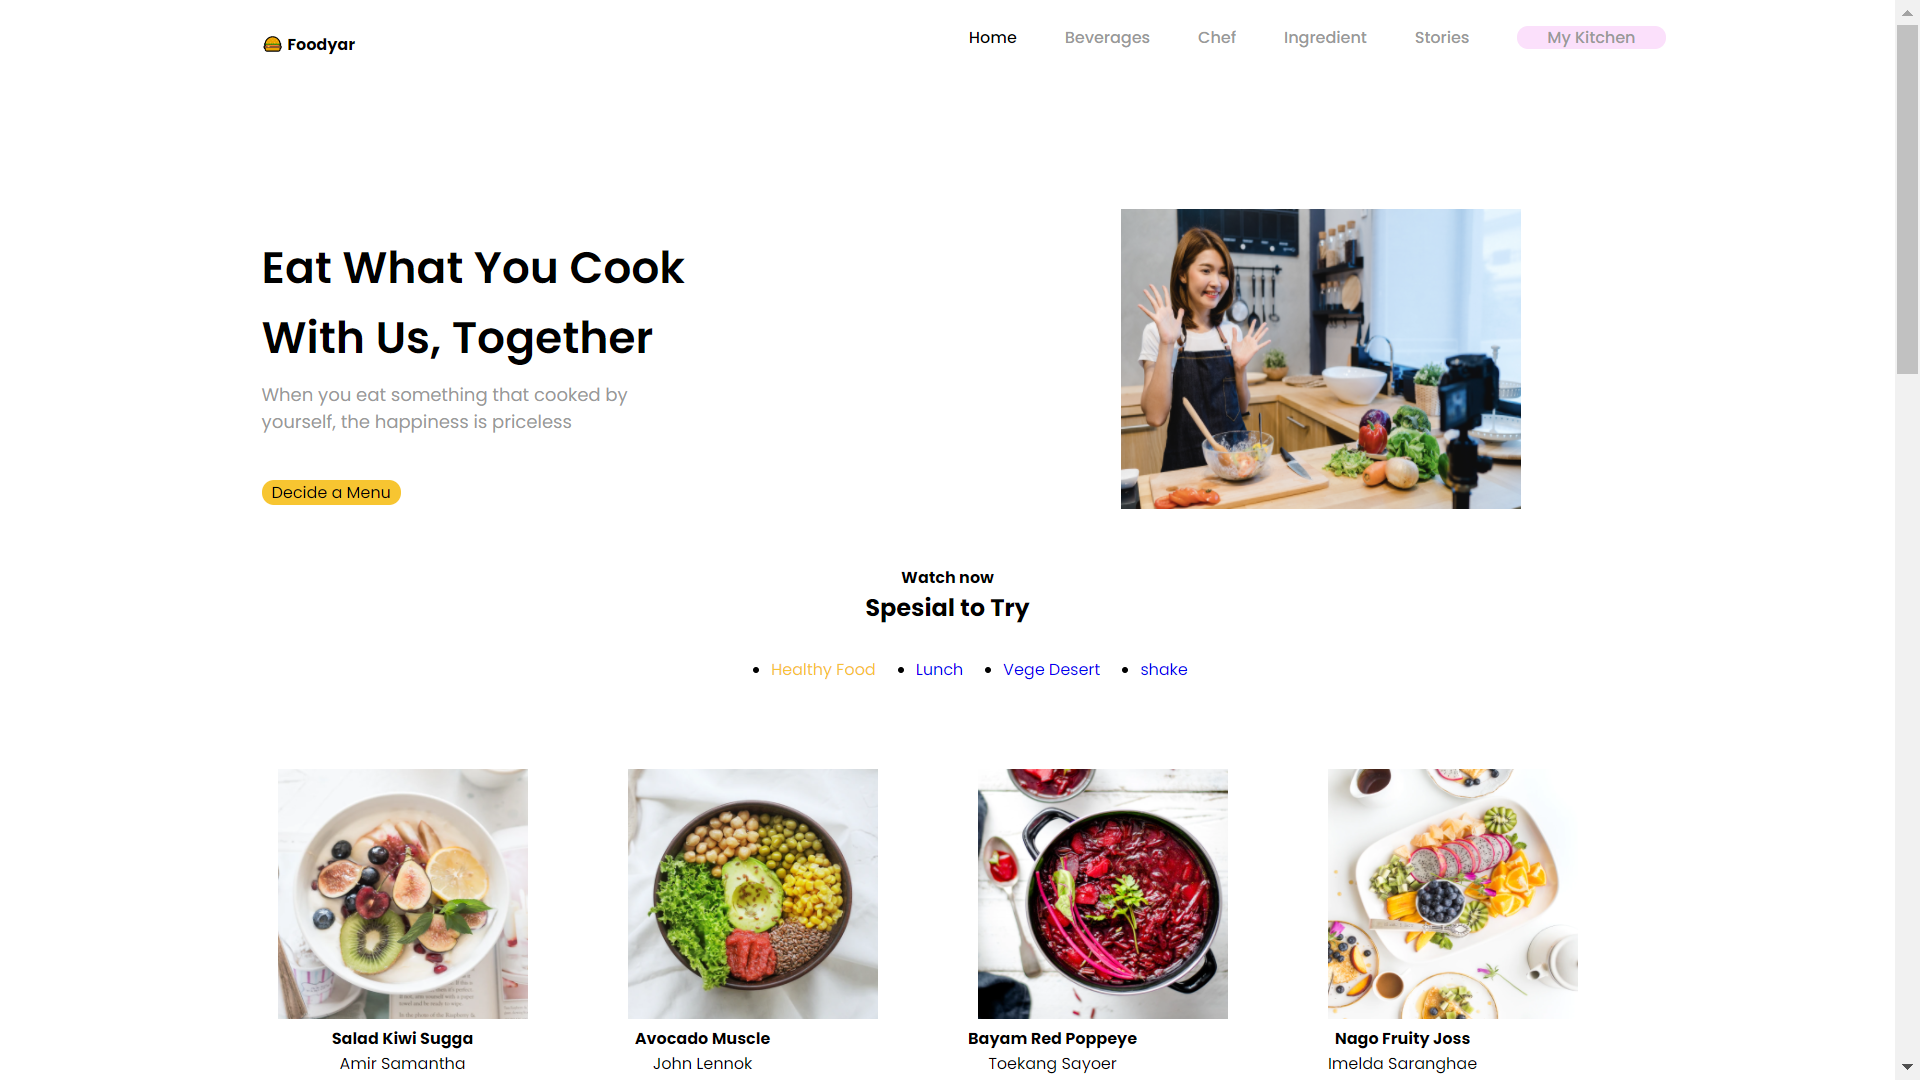 Foodyar
Home Beverages Chef Ingredient Stories My Kitchen
Eat What You Cook
With Us, Together
When you eat something that cooked by
yourself, the happiness is priceless
Decide a Menu
Watch now
Spesial to Try
Healthy Food Lunch Vege Desert shake
Salad Kiwi Sugga Avocado Muscle Bayam Red Poppeye Nago Fruity Joss
Amir Samantha John Lennok Toekang Sayoer Imelda Saranghae